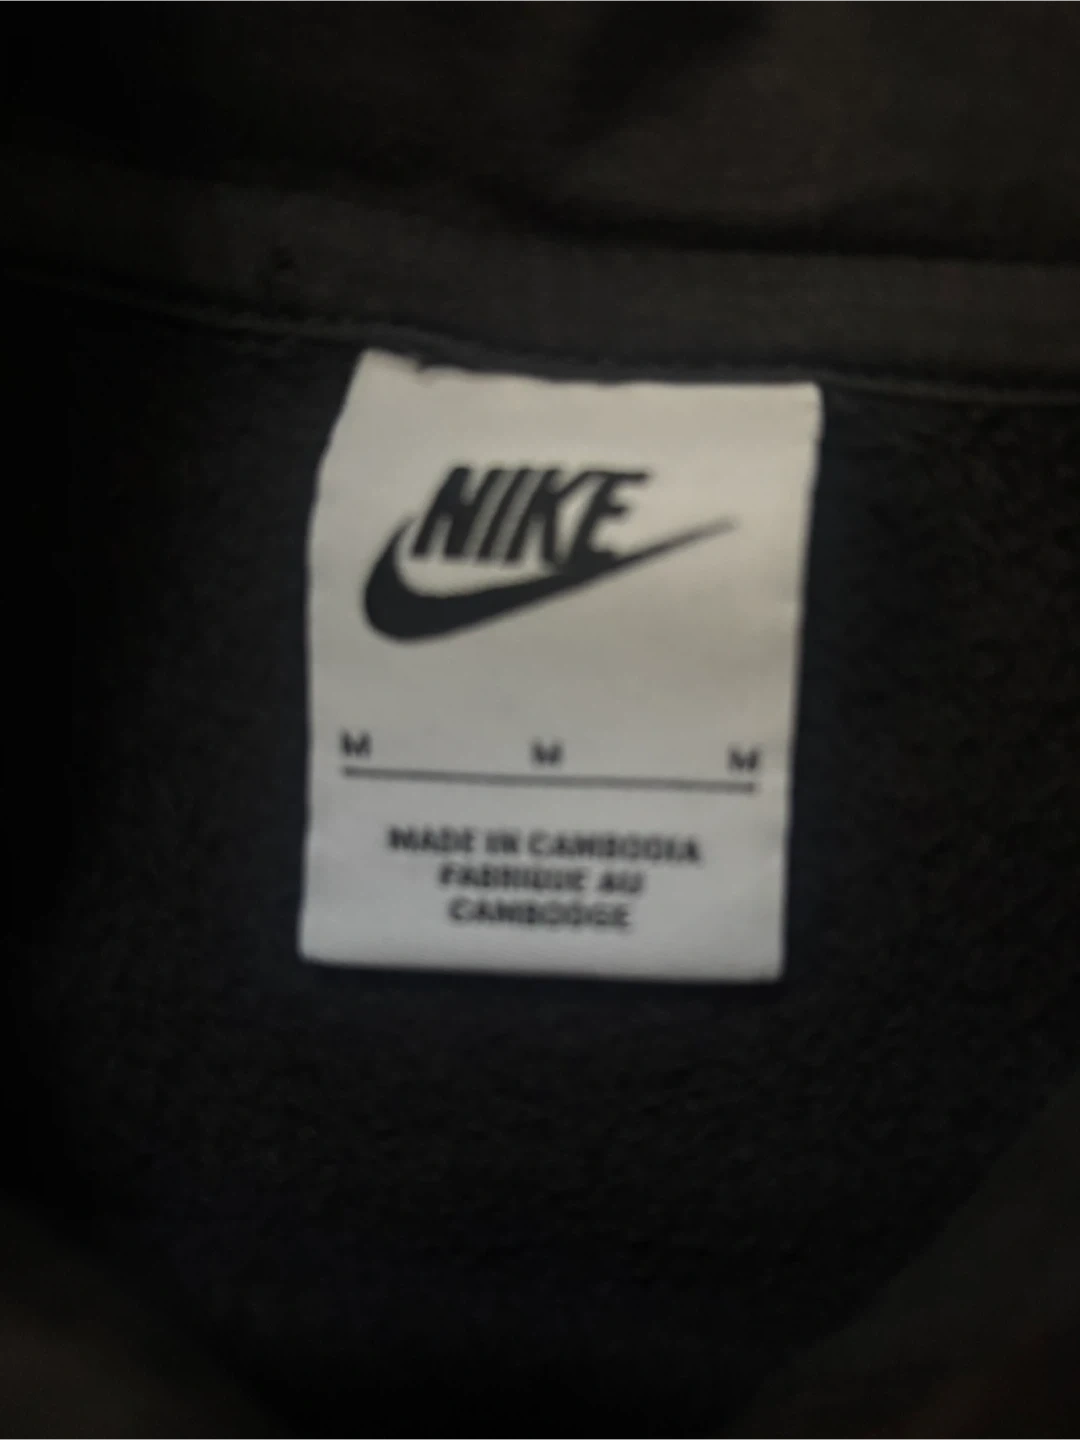 NIKE
M M M
MADE IN CAMBODIA
FABRIQUE AU
CAMBODGE